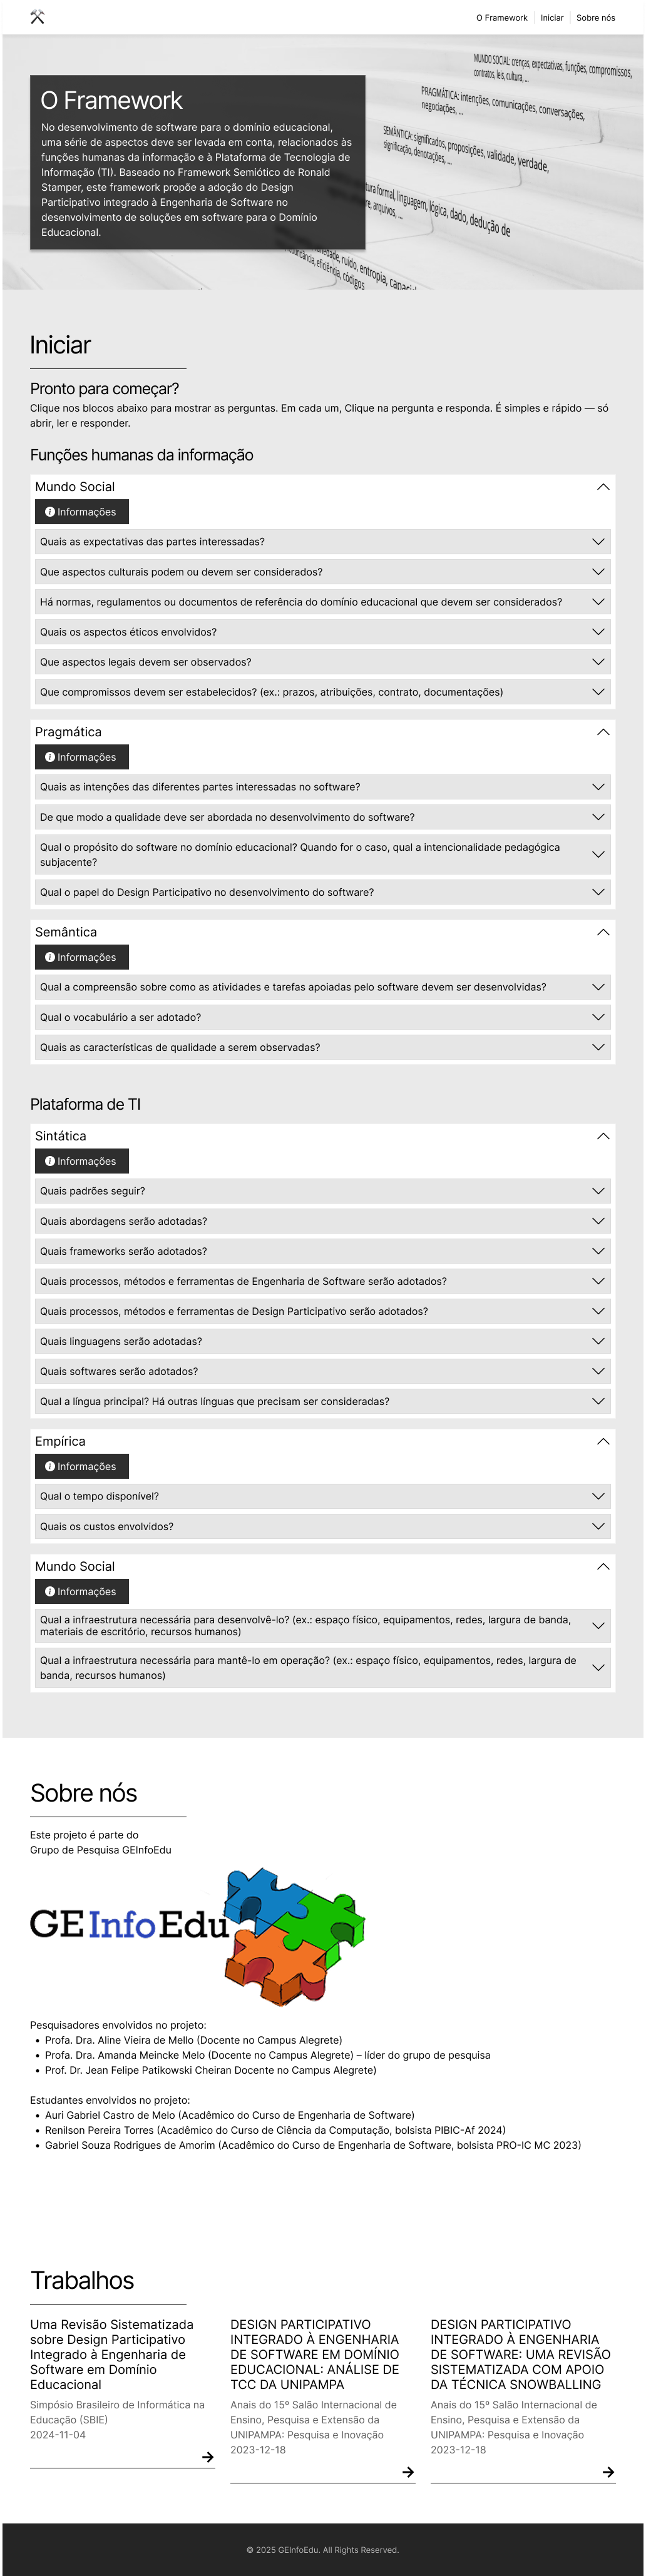 O Framework
Iniciar
Sobre nós
MUNDO SOCIAL: crenças, expectativas, funções, compromissos,
contratos, leis, cultura, ...
PRAGMÁTICA: intenções, comunicações, conversações,
negociações, ...
SEMÂNTICA: significados, proposições, validade, verdade,
significação, denotações, ...
formal, linguagem, lógica, dado, dedução de
arquivos, ...
ruído, entropia,
eficiência, códigos
O Framework
No desenvolvimento de software para o domínio educacional,
uma série de aspectos deve ser levada em conta, relacionados às
funções humanas da informação e à Plataforma de Tecnologia de
Informação (TI). Baseado no Framework Semiótico de Ronald
Stamper, este framework propõe a adoção do Design
Participativo integrado à Engenharia de Software no
desenvolvimento de soluções em software para o Domínio
Educacional.
Iniciar
Pronto para começar?
Clique nos blocos abaixo para mostrar as perguntas. Em cada um, Clique na pergunta e responda. É simples e rápido — só
abrir, ler e responder.
Funções humanas da informação
Mundo Social
Informações
Quais as expectativas das partes interessadas?
Que aspectos culturais podem ou devem ser considerados?
Há normas, regulamentos ou documentos de referência do domínio educacional que devem ser considerados?
Quais os aspectos éticos envolvidos?
Que aspectos legais devem ser observados?
Que compromissos devem ser estabelecidos? (ex.: prazos, atribuições, contrato, documentações)
Pragmática
Informações
Quais as intenções das diferentes partes interessadas no software?
De que modo a qualidade deve ser abordada no desenvolvimento do software?
Qual o propósito do software no domínio educacional? Quando for o caso, qual a intencionalidade pedagógica
subjacente?
Qual o papel do Design Participativo no desenvolvimento do software?
Semântica
Informações
Qual a compreensão sobre como as atividades e tarefas apoiadas pelo software devem ser desenvolvidas?
Qual o vocabulário a ser adotado?
Quais as características de qualidade a serem observadas?
Plataforma de TI
Sintática
Informações
Quais padrões seguir?
Quais abordagens serão adotadas?
Quais frameworks serão adotados?
Quais processos, métodos e ferramentas de Engenharia de Software serão adotados?
Quais processos, métodos e ferramentas de Design Participativo serão adotados?
Quais linguagens serão adotadas?
Quais softwares serão adotados?
Qual a língua principal? Há outras línguas que precisam ser consideradas?
Empírica
Informações
Qual o tempo disponível?
Quais os custos envolvidos?
Mundo Social
Informações
Qual a infraestrutura necessária para desenvolvê-lo? (ex.: espaço físico, equipamentos, redes, largura de banda,
materiais de escritório, recursos humanos)
Qual a infraestrutura necessária para mantê-lo em operação? (ex.: espaço físico, equipamentos, redes, largura de
banda, recursos humanos)
Sobre nós
Este projeto é parte do
Grupo de Pesquisa GEInfoEdu
GEInfoEdu
Pesquisadores envolvidos no projeto:
• Profa. Dra. Aline Vieira de Mello (Docente no Campus Alegrete)
• Profa. Dra. Amanda Meincke Melo (Docente no Campus Alegrete) – líder do grupo de pesquisa
• Prof. Dr. Jean Felipe Patikowski Cheiran Docente no Campus Alegrete)
Estudantes envolvidos no projeto:
• Auri Gabriel Castro de Melo (Acadêmico do Curso de Engenharia de Software)
• Renilson Pereira Torres (Acadêmico do Curso de Ciência da Computação, bolsista PIBIC-Af 2024)
• Gabriel Souza Rodrigues de Amorim (Acadêmico do Curso de Engenharia de Software, bolsista PRO-IC MC 2023)
Trabalhos
Uma Revisão Sistematizada
sobre Design Participativo
Integrado à Engenharia de
Software em Domínio
Educacional
Simpósio Brasileiro de Informática na
Educação (SBIE)
2024-11-04
DESIGN PARTICIPATIVO
INTEGRADO À ENGENHARIA
DE SOFTWARE EM DOMÍNIO
EDUCACIONAL: ANÁLISE DE
TCC DA UNIPAMPA
Anais do 15º Salão Internacional de
Ensino, Pesquisa e Extensão da
UNIPAMPA: Pesquisa e Inovação
2023-12-18
DESIGN PARTICIPATIVO
INTEGRADO À ENGENHARIA
DE SOFTWARE: UMA REVISÃO
SISTEMATIZADA COM APOIO
DA TÉCNICA SNOWBALLING
Anais do 15º Salão Internacional de
Ensino, Pesquisa e Extensão da
UNIPAMPA: Pesquisa e Inovação
2023-12-18
© 2025 GEInfoEdu. All Rights Reserved.